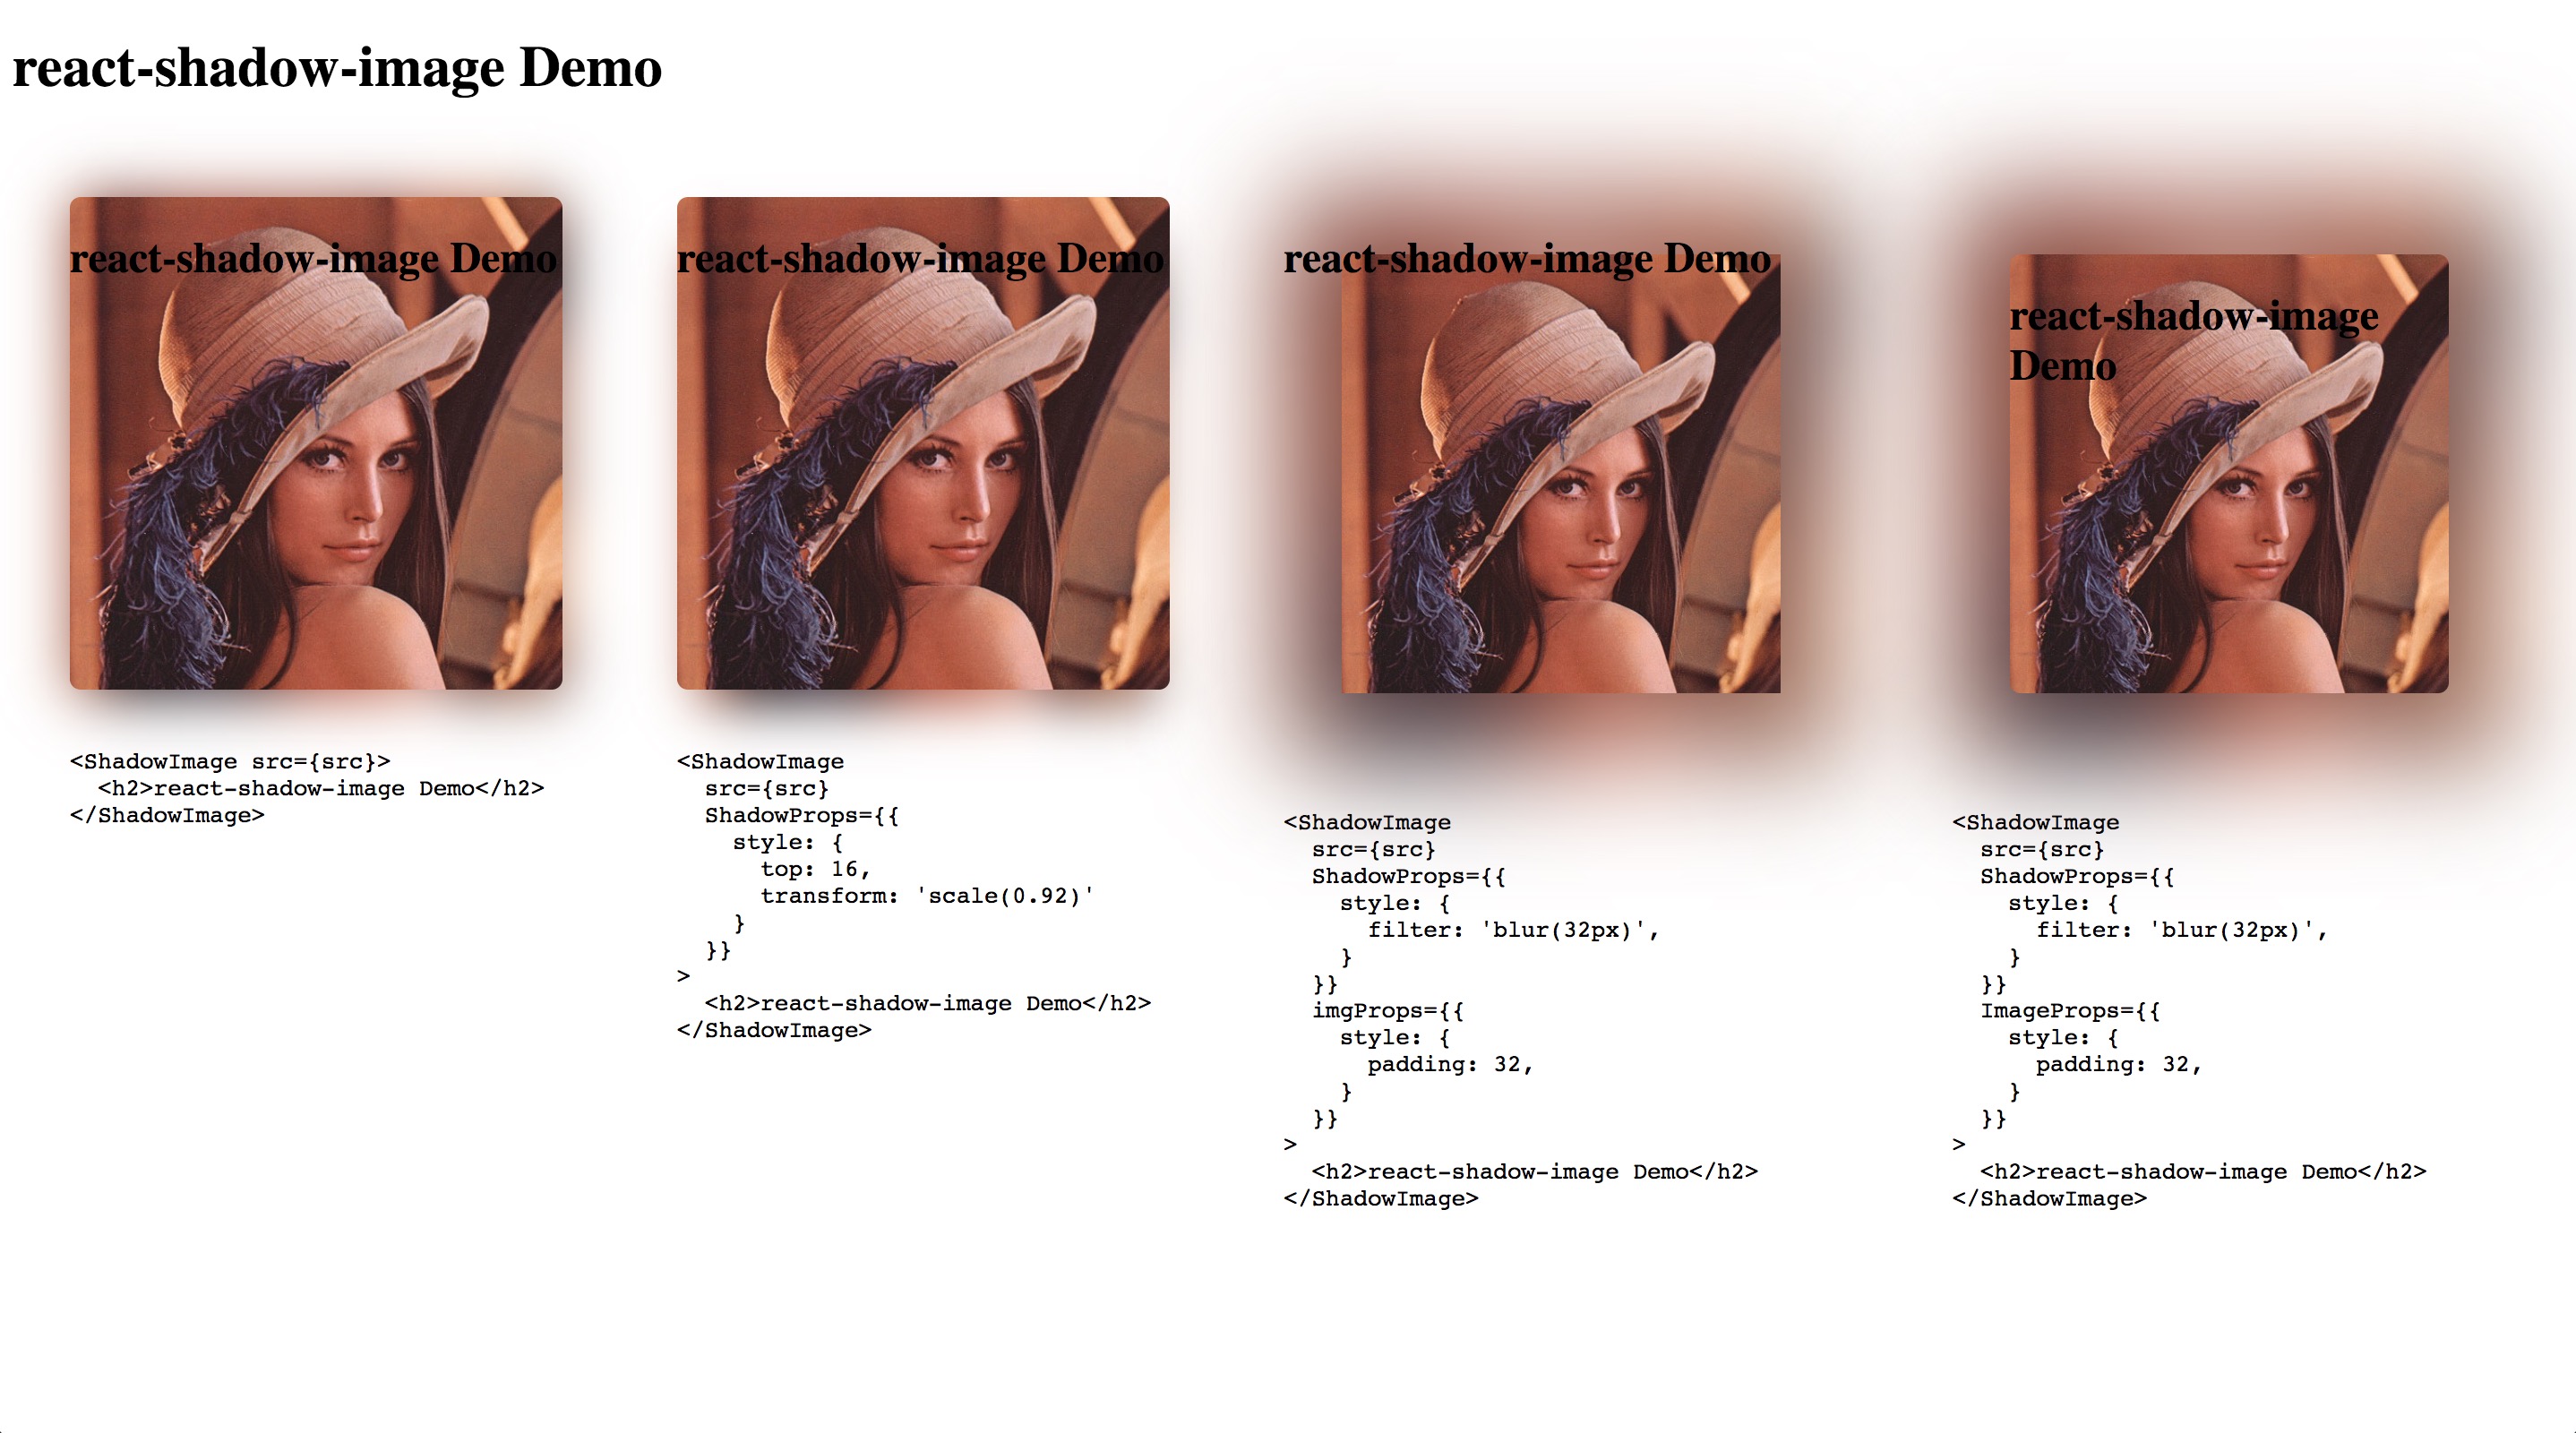 react-shadow-image Demo
react-shadow-image Demo
<ShadowImage src={src}>
  <h2>react-shadow-image Demo</h2>
</ShadowImage>
react-shadow-image Demo
<ShadowImage
  src={src}
  ShadowProps={{
    style: {
      top: 16,
      transform: 'scale(0.92)'
    }
  }}
>
  <h2>react-shadow-image Demo</h2>
</ShadowImage>
react-shadow-image Demo
<ShadowImage
  src={src}
  ShadowProps={{
    style: {
      filter: 'blur(32px)',
    }
  }}
  imgProps={{
    style: {
      padding: 32,
    }
  }}
>
  <h2>react-shadow-image Demo</h2>
</ShadowImage>
react-shadow-image
Demo
<ShadowImage
  src={src}
  ShadowProps={{
    style: {
      filter: 'blur(32px)',
    }
  }}
  ImageProps={{
    style: {
      padding: 32,
    }
  }}
>
  <h2>react-shadow-image Demo</h2>
</ShadowImage>